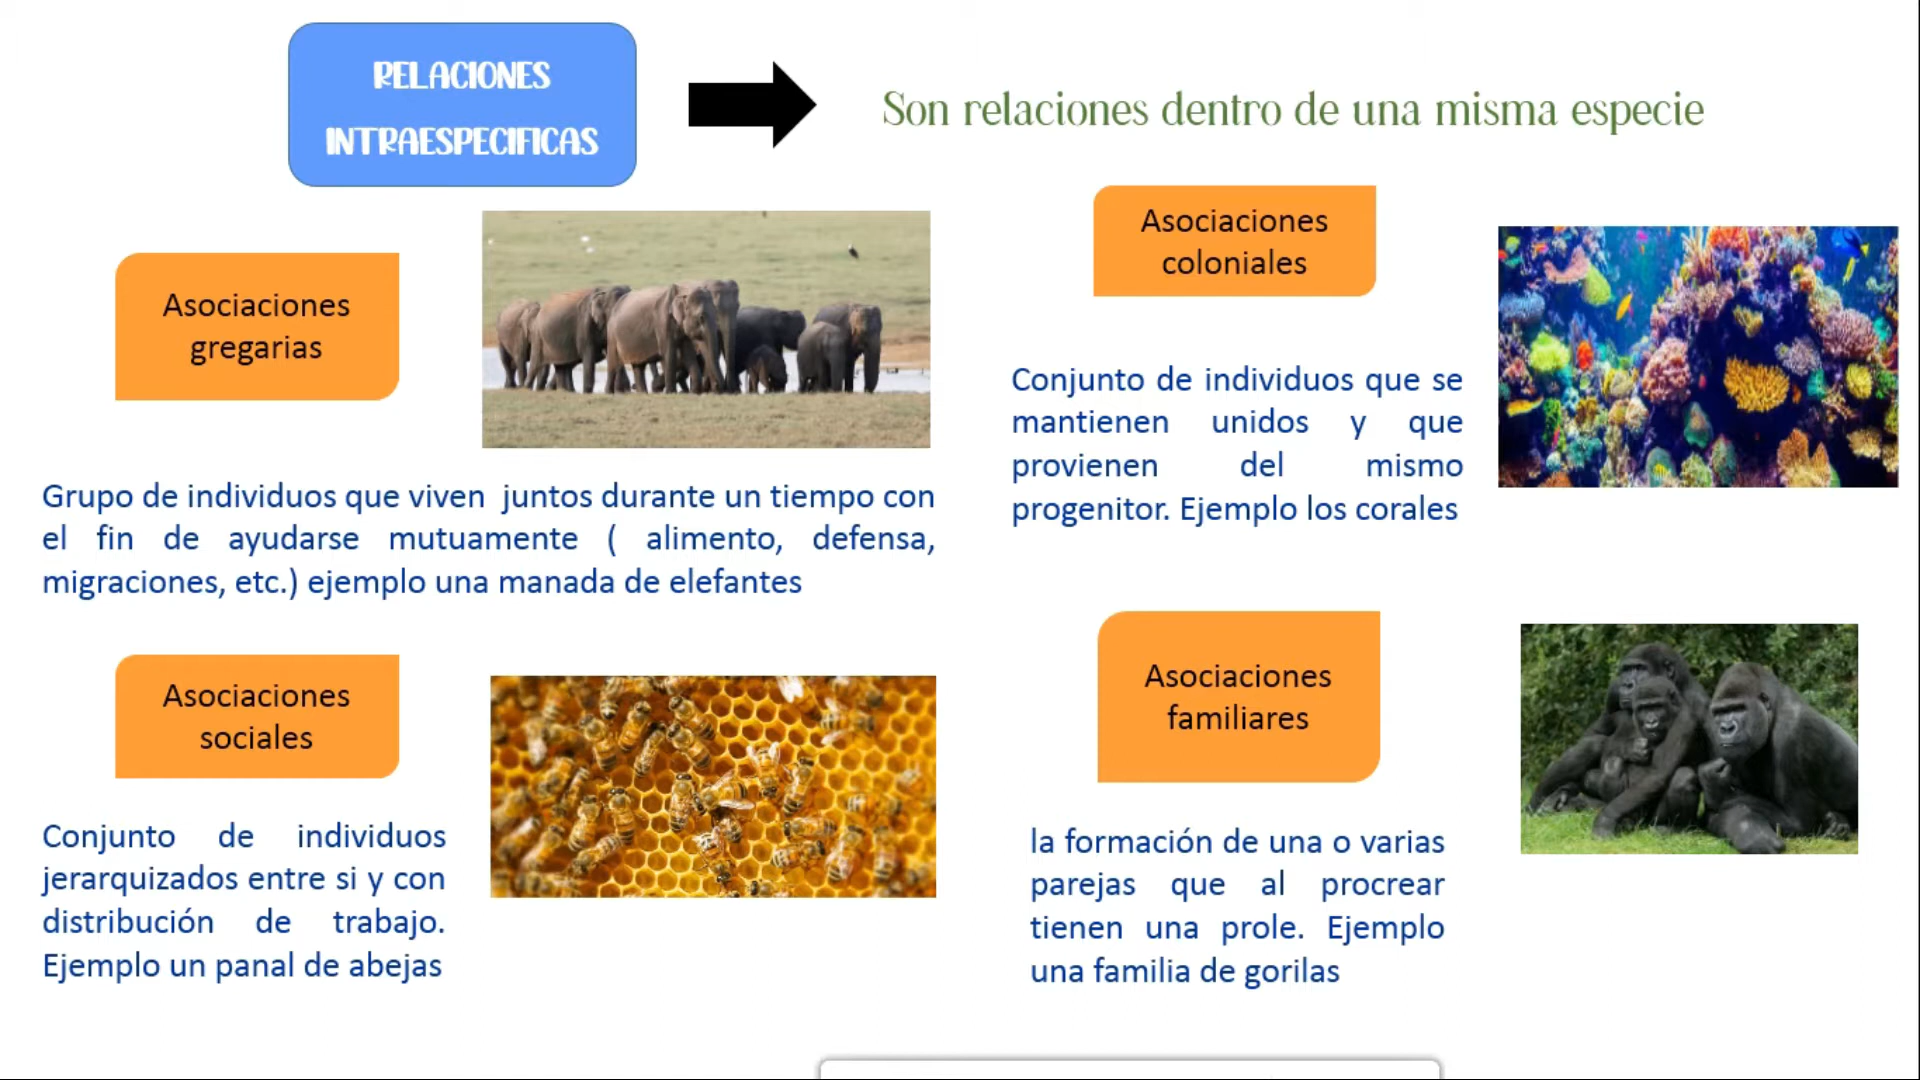 RELACIONES
INTRAESPECIFICAS
Son relaciones dentro de una misma especie
Asociaciones
gregarias
Grupo de individuos que viven juntos durante un tiempo con
el fin de ayudarse mutuamente ( alimento, defensa,
migraciones, etc.) ejemplo una manada de elefantes
Asociaciones
sociales
Conjunto de individuos
jerarquizados entre si y con
distribución de trabajo.
Ejemplo un panal de abejas
Asociaciones
coloniales
Conjunto de individuos que se
mantienen unidos y que
provienen del mismo
progenitor. Ejemplo los corales
Asociaciones
familiares
la formación de una o varias
parejas que al procrear
tienen una prole. Ejemplo
una familia de gorilas